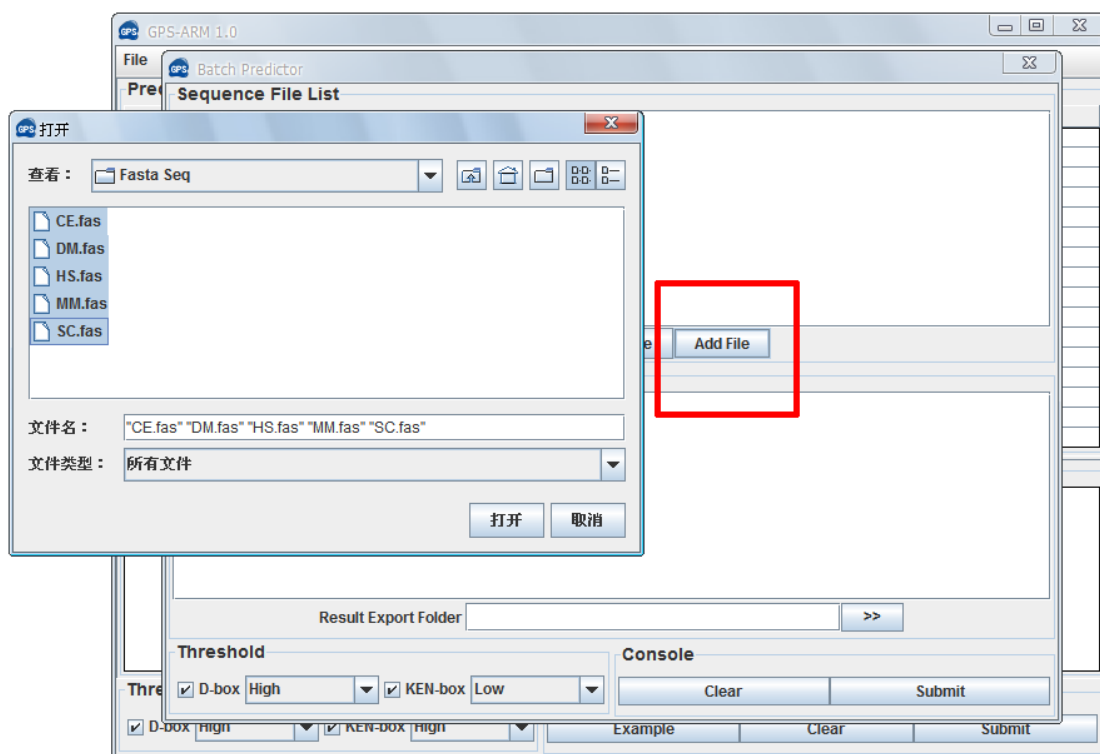 GPS-ARM 1.0
File
Batch Predictor
Sequence File List
打开
查看：
Fasta Seq
CE.fas
DM.fas
HS.fas
MM.fas
SC.fas
Add File
文件名：
"CE.fas" "DM.fas" "HS.fas" "MM.fas" "SC.fas"
文件类型：
所有文件
打开
取消
Result Export Folder
>>
Threshold
D-box High
KEN-box Low
Console
Clear
Submit
D-box High
KEN-box High
Example
Clear
Submit